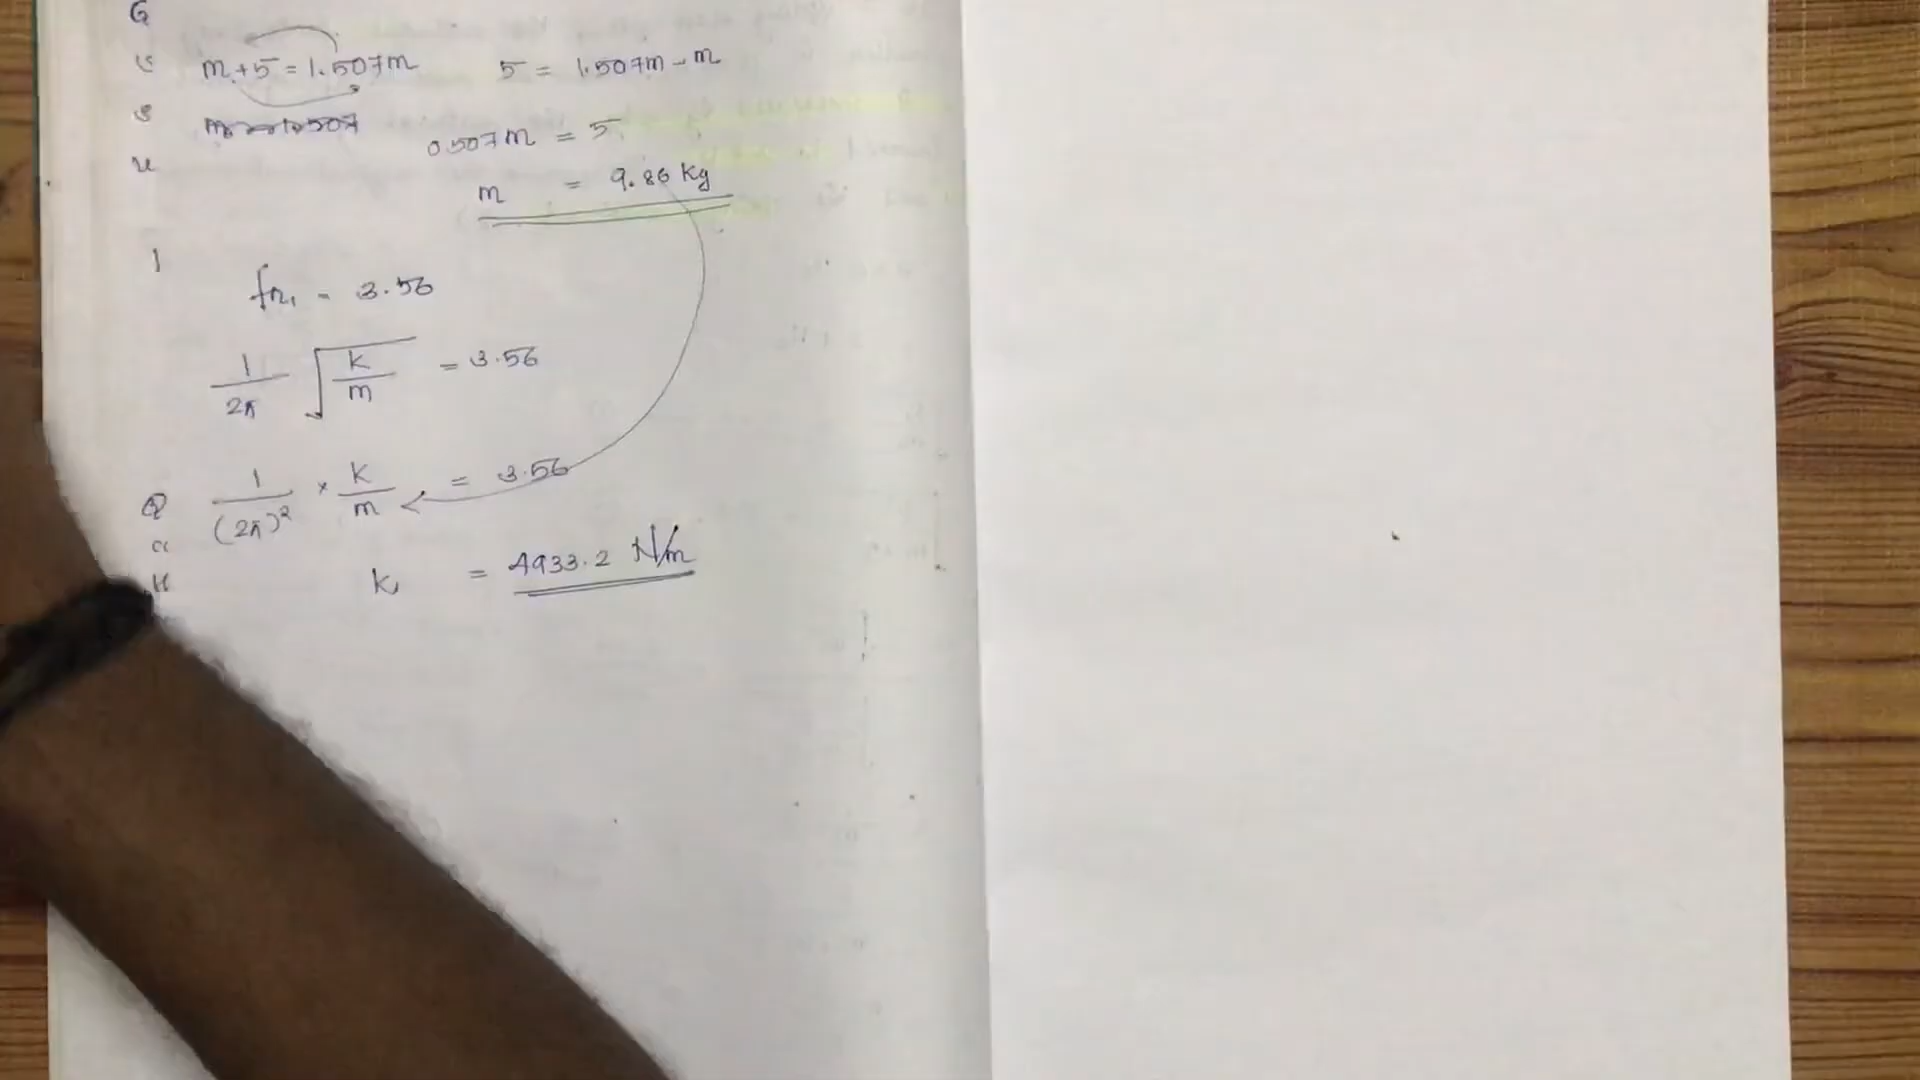 G
m+5 = 1.507m 5 = 1.507m - m
0.507m = 5
m = 9.86 Kg
fn₁ = 3.56
1/2π √(k/m) = 3.56
1/(2π)² × k/m = 3.56
k = 4933.2 N/m